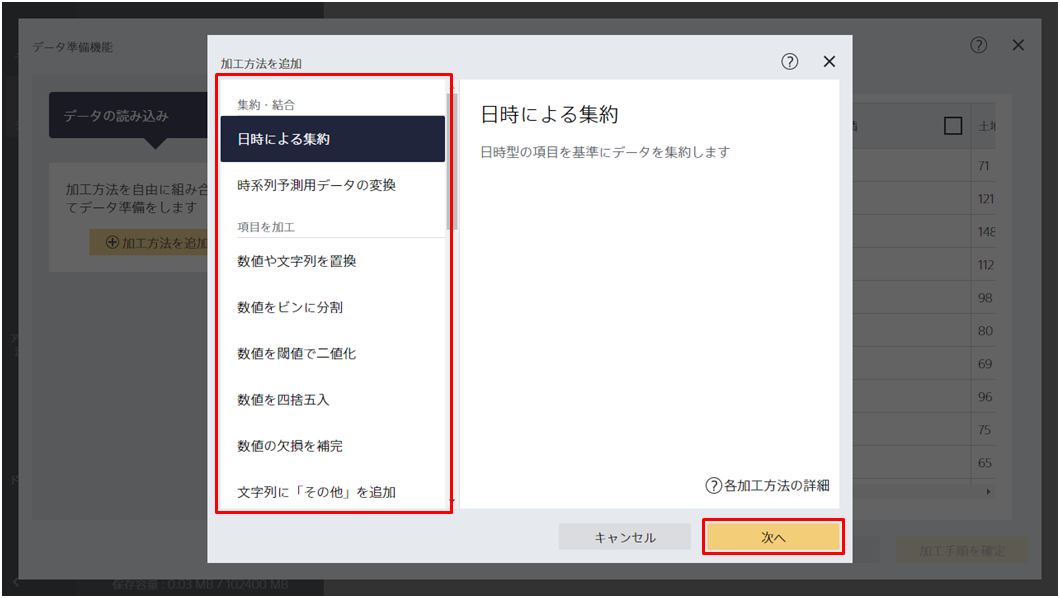 データ準備機能
データの読み込み
加工方法を自由に組み合
てデータ準備をします
加工方法を追加
加工方法を追加
集約・結合
日時による集約
時系列予測用データの変換
項目を加工
数値や文字列を置換
数値をビンに分割
数値を閾値で二値化
数値を四捨五入
数値の欠損を補完
文字列に「その他」を追加
日時による集約
日時型の項目を基準にデータを集約します
?各加工方法の詳細
キャンセル
次へ
土地
71
121
148
112
98
80
69
96
75
65
加工手順を確定
保存容量 : 0.03 MB / 102400 MB